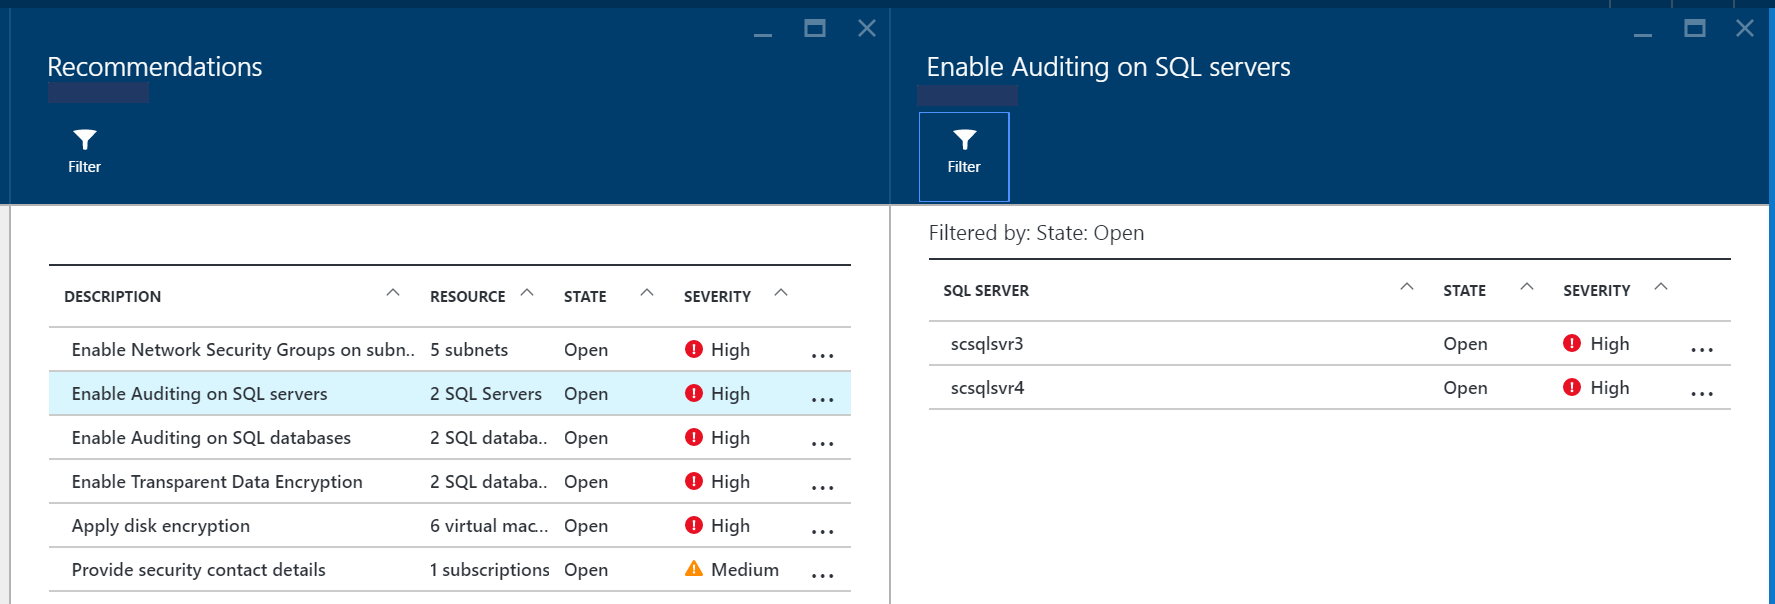 Recommendations
Filter
DESCRIPTION RESOURCE STATE SEVERITY
Enable Network Security Groups on subn.. 5 subnets Open High ...
Enable Auditing on SQL servers 2 SQL Servers Open High ...
Enable Auditing on SQL databases 2 SQL databa.. Open High ...
Enable Transparent Data Encryption 2 SQL databa.. Open High ...
Apply disk encryption 6 virtual mac... Open High ...
Provide security contact details 1 subscriptions Open Medium ...
Enable Auditing on SQL servers
Filter
Filtered by: State: Open
SQL SERVER STATE SEVERITY
scsqlsvr3 Open High ...
scsqlsvr4 Open High ...